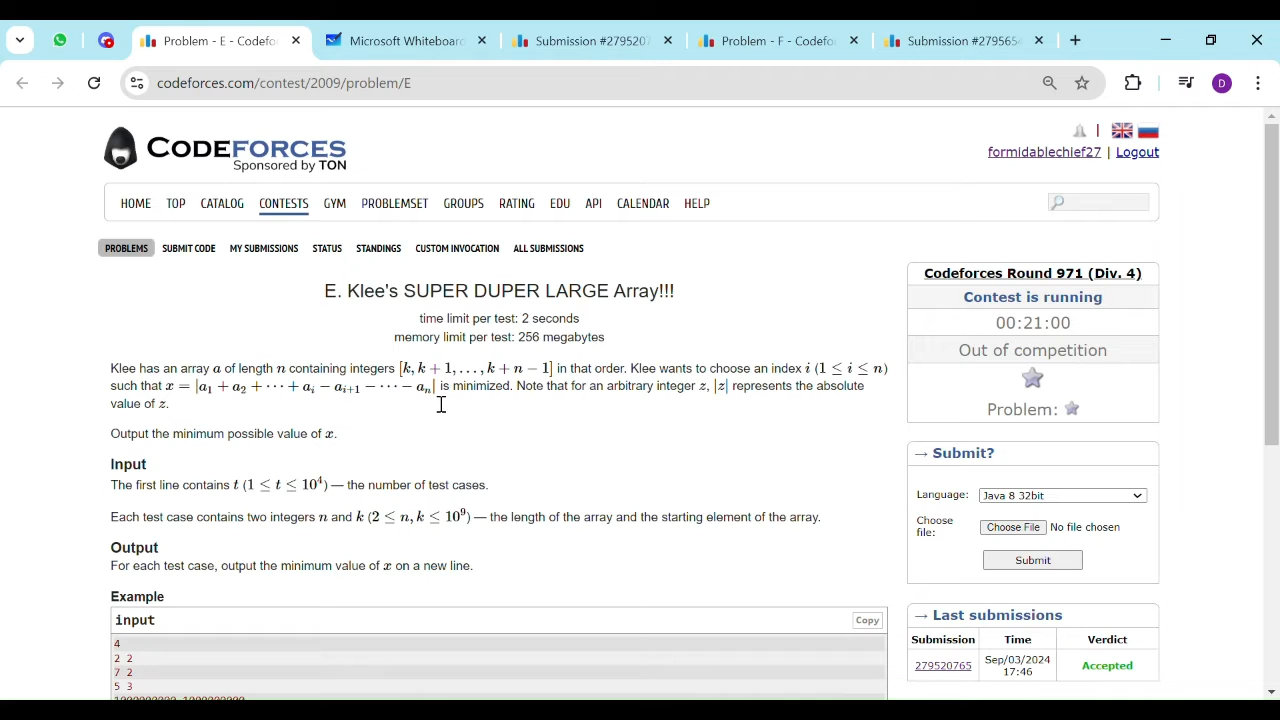 Problem - E - Codefor
Microsoft Whiteboard
Submission #2795207
Problem - F - Codefo
Submission #2795654
codeforces.com/contest/2009/problem/E
D
CODEFORCES
Sponsored by TON
formidablechief27 | Logout
HOME TOP CATALOG CONTESTS GYM PROBLEMSET GROUPS RATING EDU API CALENDAR HELP
PROBLEMS SUBMIT CODE MY SUBMISSIONS STATUS STANDINGS CUSTOM INVOCATION ALL SUBMISSIONS
E. Klee's SUPER DUPER LARGE Array!!!
time limit per test: 2 seconds
memory limit per test: 256 megabytes
Klee has an array a of length n containing integers [k, k + 1, …, k + n − 1] in that order. Klee wants to choose an index i (1 ≤ i ≤ n)
such that x = |a₁ + a₂ + ⋯ + aᵢ − aᵢ₊₁ − ⋯ − aₙ| is minimized. Note that for an arbitrary integer z, |z| represents the absolute
value of z.
Output the minimum possible value of x.
Input
The first line contains t (1 ≤ t ≤ 10⁴) — the number of test cases.
Each test case contains two integers n and k (2 ≤ n, k ≤ 10⁹) — the length of the array and the starting element of the array.
Output
For each test case, output the minimum value of x on a new line.
Example
input
Copy
4
2 2
7 2
5 3
1000000000 1000000000
Codeforces Round 971 (Div. 4)
Contest is running
00:21:00
Out of competition
Problem:
→ Submit?
Language: Java 8 32bit
Choose file: Choose File No file chosen
Submit
→ Last submissions
Submission Time Verdict
279520765 Sep/03/2024 17:46 Accepted